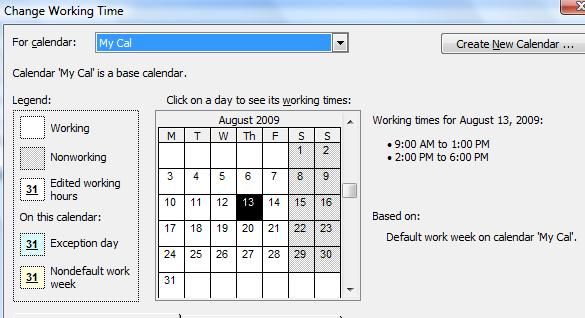 Change Working Time
For calendar: My Cal Create New Calendar ...
Calendar 'My Cal' is a base calendar.
Legend:
Working
Nonworking
31 Edited working hours
On this calendar:
31 Exception day
31 Nondefault work week
Click on a day to see its working times:
August 2009
M T W Th F S S
1 2
3 4 5 6 7 8 9
10 11 12 13 14 15 16
17 18 19 20 21 22 23
24 25 26 27 28 29 30
31
Working times for August 13, 2009:
• 9:00 AM to 1:00 PM
• 2:00 PM to 6:00 PM
Based on:
Default work week on calendar 'My Cal'.